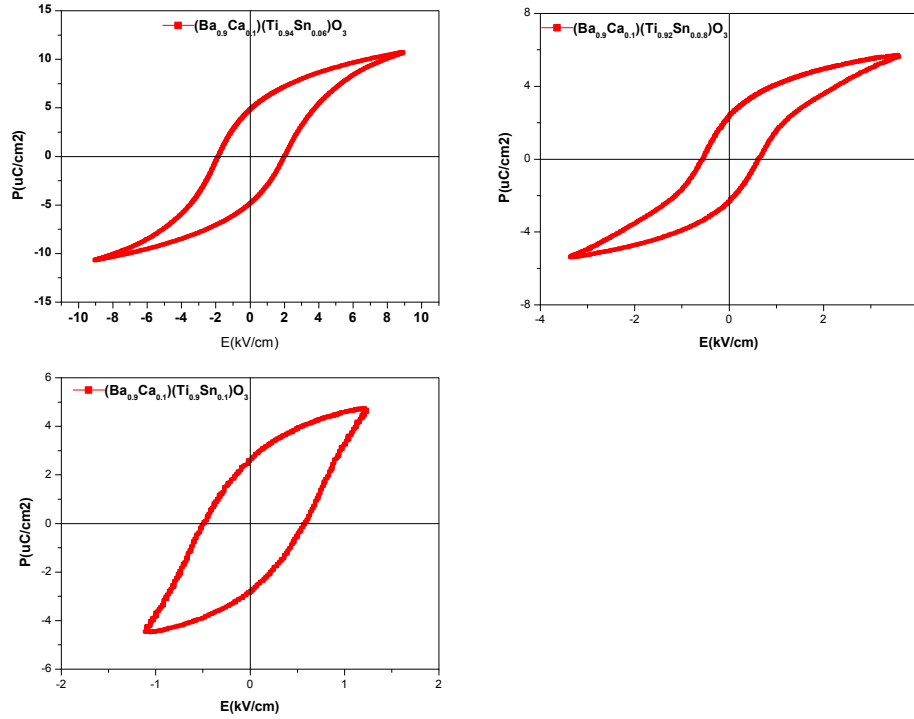 (Ba0.9Ca0.1)(Ti0.94Sn0.06)O3
15
10
5
0
-5
-10
15
P(uC/cm2)
-10 -8 -6 -4 -2 0 2 4 6 8 10
E(kV/cm)
(Ba0.9Ca0.1)(Ti0.92Sn0.0.8)O3
8
4
0
-4
-8
P(uC/cm2)
-4 -2 0 2
E(kV/cm)
(Ba0.9Ca0.1)(Ti0.9Sn0.1)O3
6
4
2
0
-2
-4
-6
P(uC/cm2)
-2 -1 0 1 2
E(kV/cm)